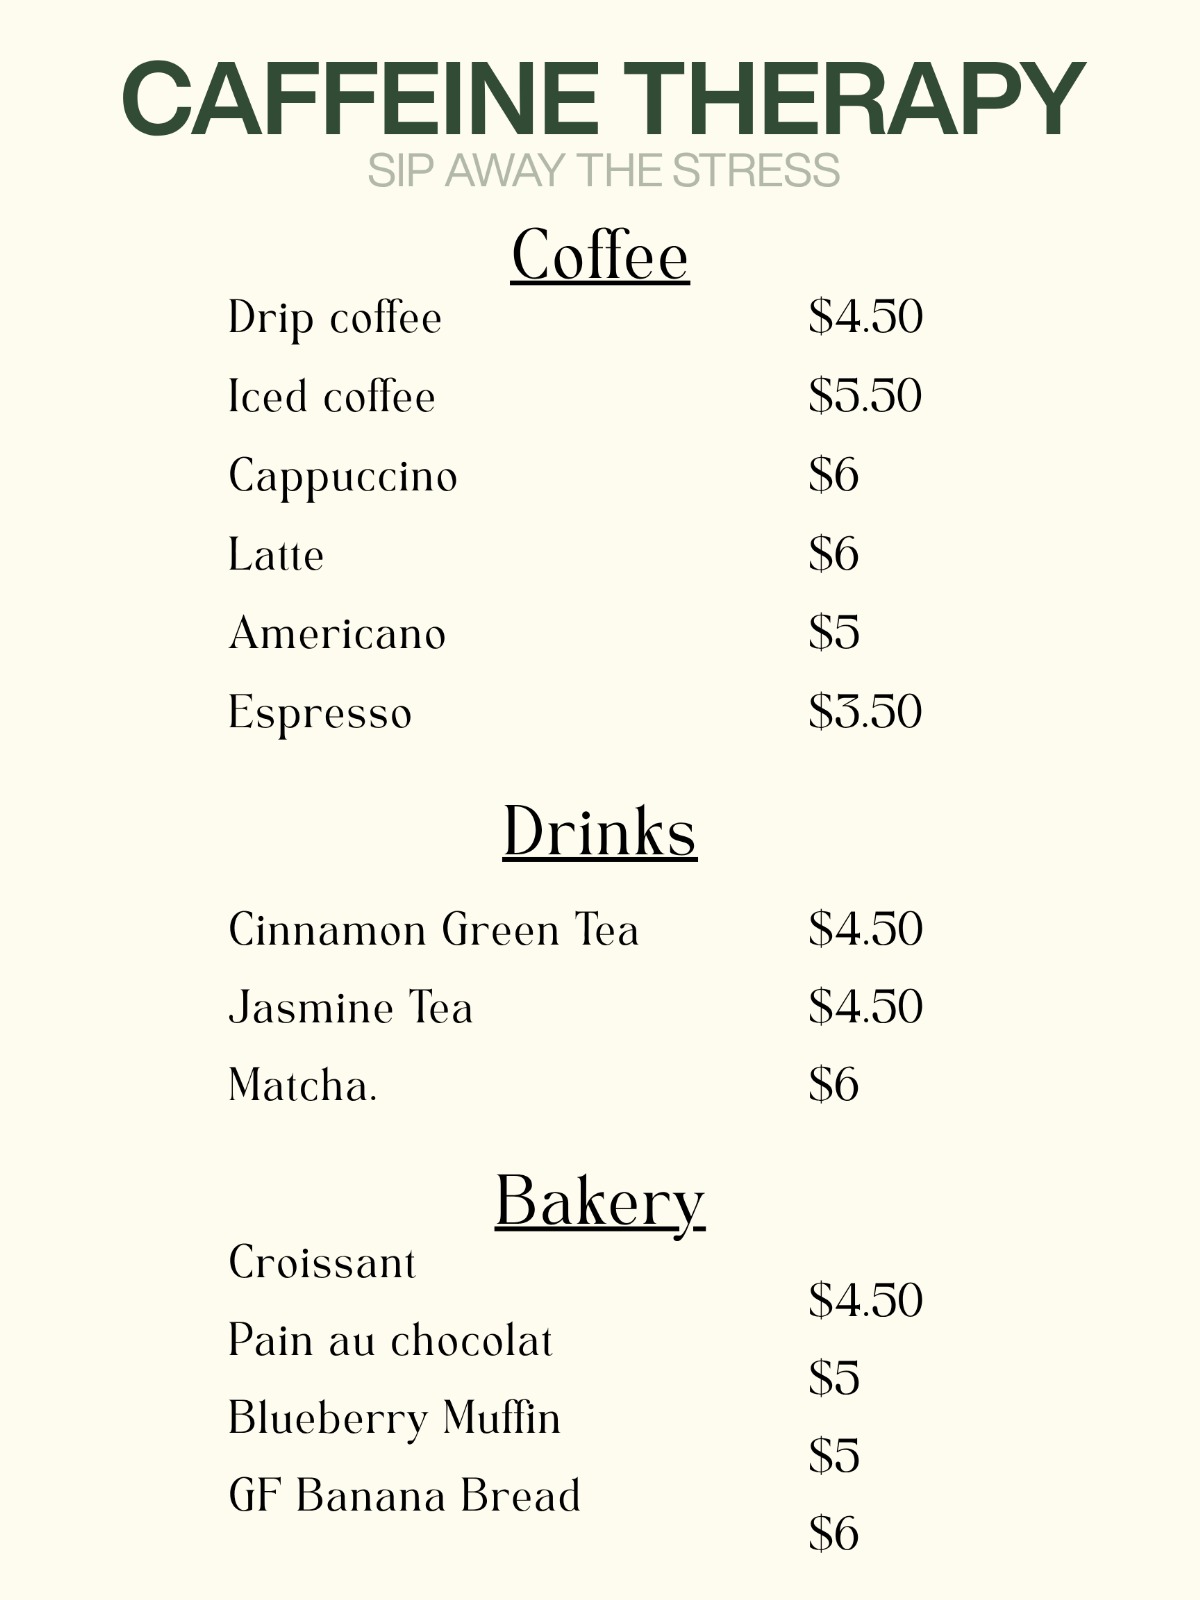 CAFFEINE THERAPY
SIP AWAY THE STRESS
Coffee
Drip coffee $4.50
Iced coffee $5.50
Cappuccino $6
Latte $6
Americano $5
Espresso $3.50
Drinks
Cinnamon Green Tea $4.50
Jasmine Tea $4.50
Matcha. $6
Bakery
Croissant $4.50
Pain au chocolat $5
Blueberry Muffin $5
GF Banana Bread $6